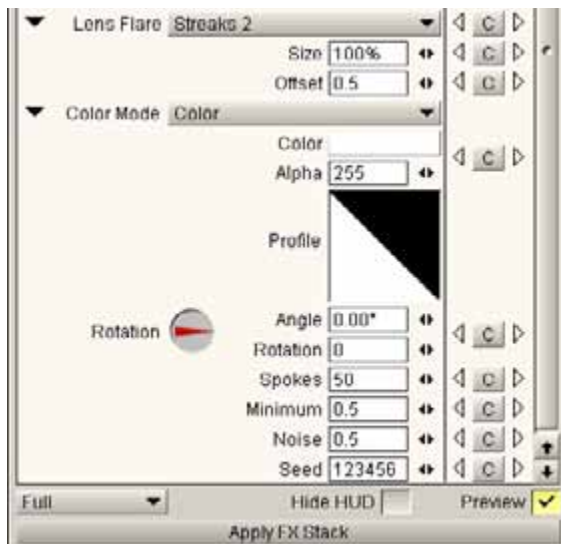 Lens Flare Streaks 2 C
Size 100% C
Offset 0.5 C
Color Mode Color
Color
C
Alpha 255
Profile
Angle 0.00°
Rotation C
Rotation 0
Spokes 50 C
Minimum 0.5 C
Noise 0.5 C
Seed 123456 C
Full Hide HUD Preview
Apply FX Stack